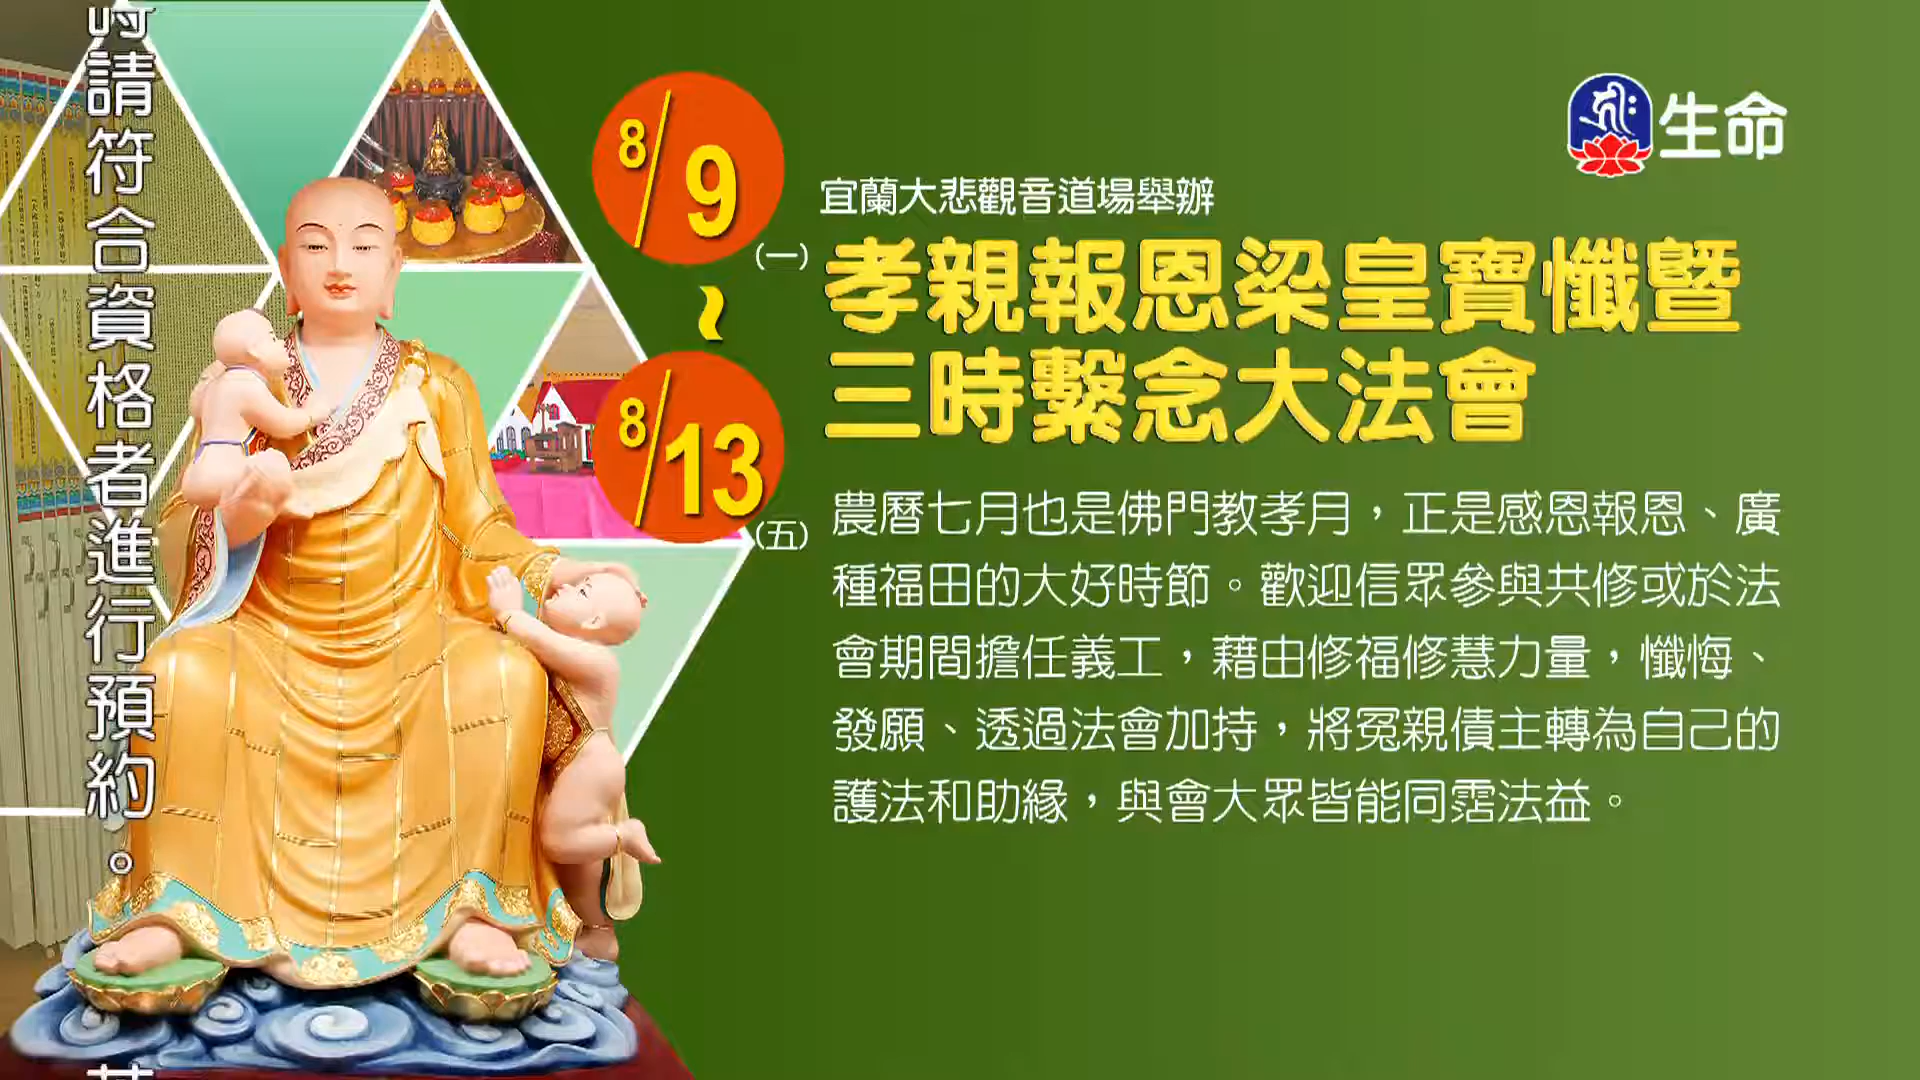 請符合資格者進行預約。
8/9
(一)
~
8/13
(五)
生命
宜蘭大悲觀音道場舉辦
孝親報恩梁皇寶懺暨
三時繫念大法會
農曆七月也是佛門教孝月，正是感恩報恩、廣
種福田的大好時節。歡迎信眾參與共修或於法
會期間擔任義工，藉由修福修慧力量，懺悔、
發願、透過法會加持，將冤親債主轉為自己的
護法和助緣，與會大眾皆能同霑法益。